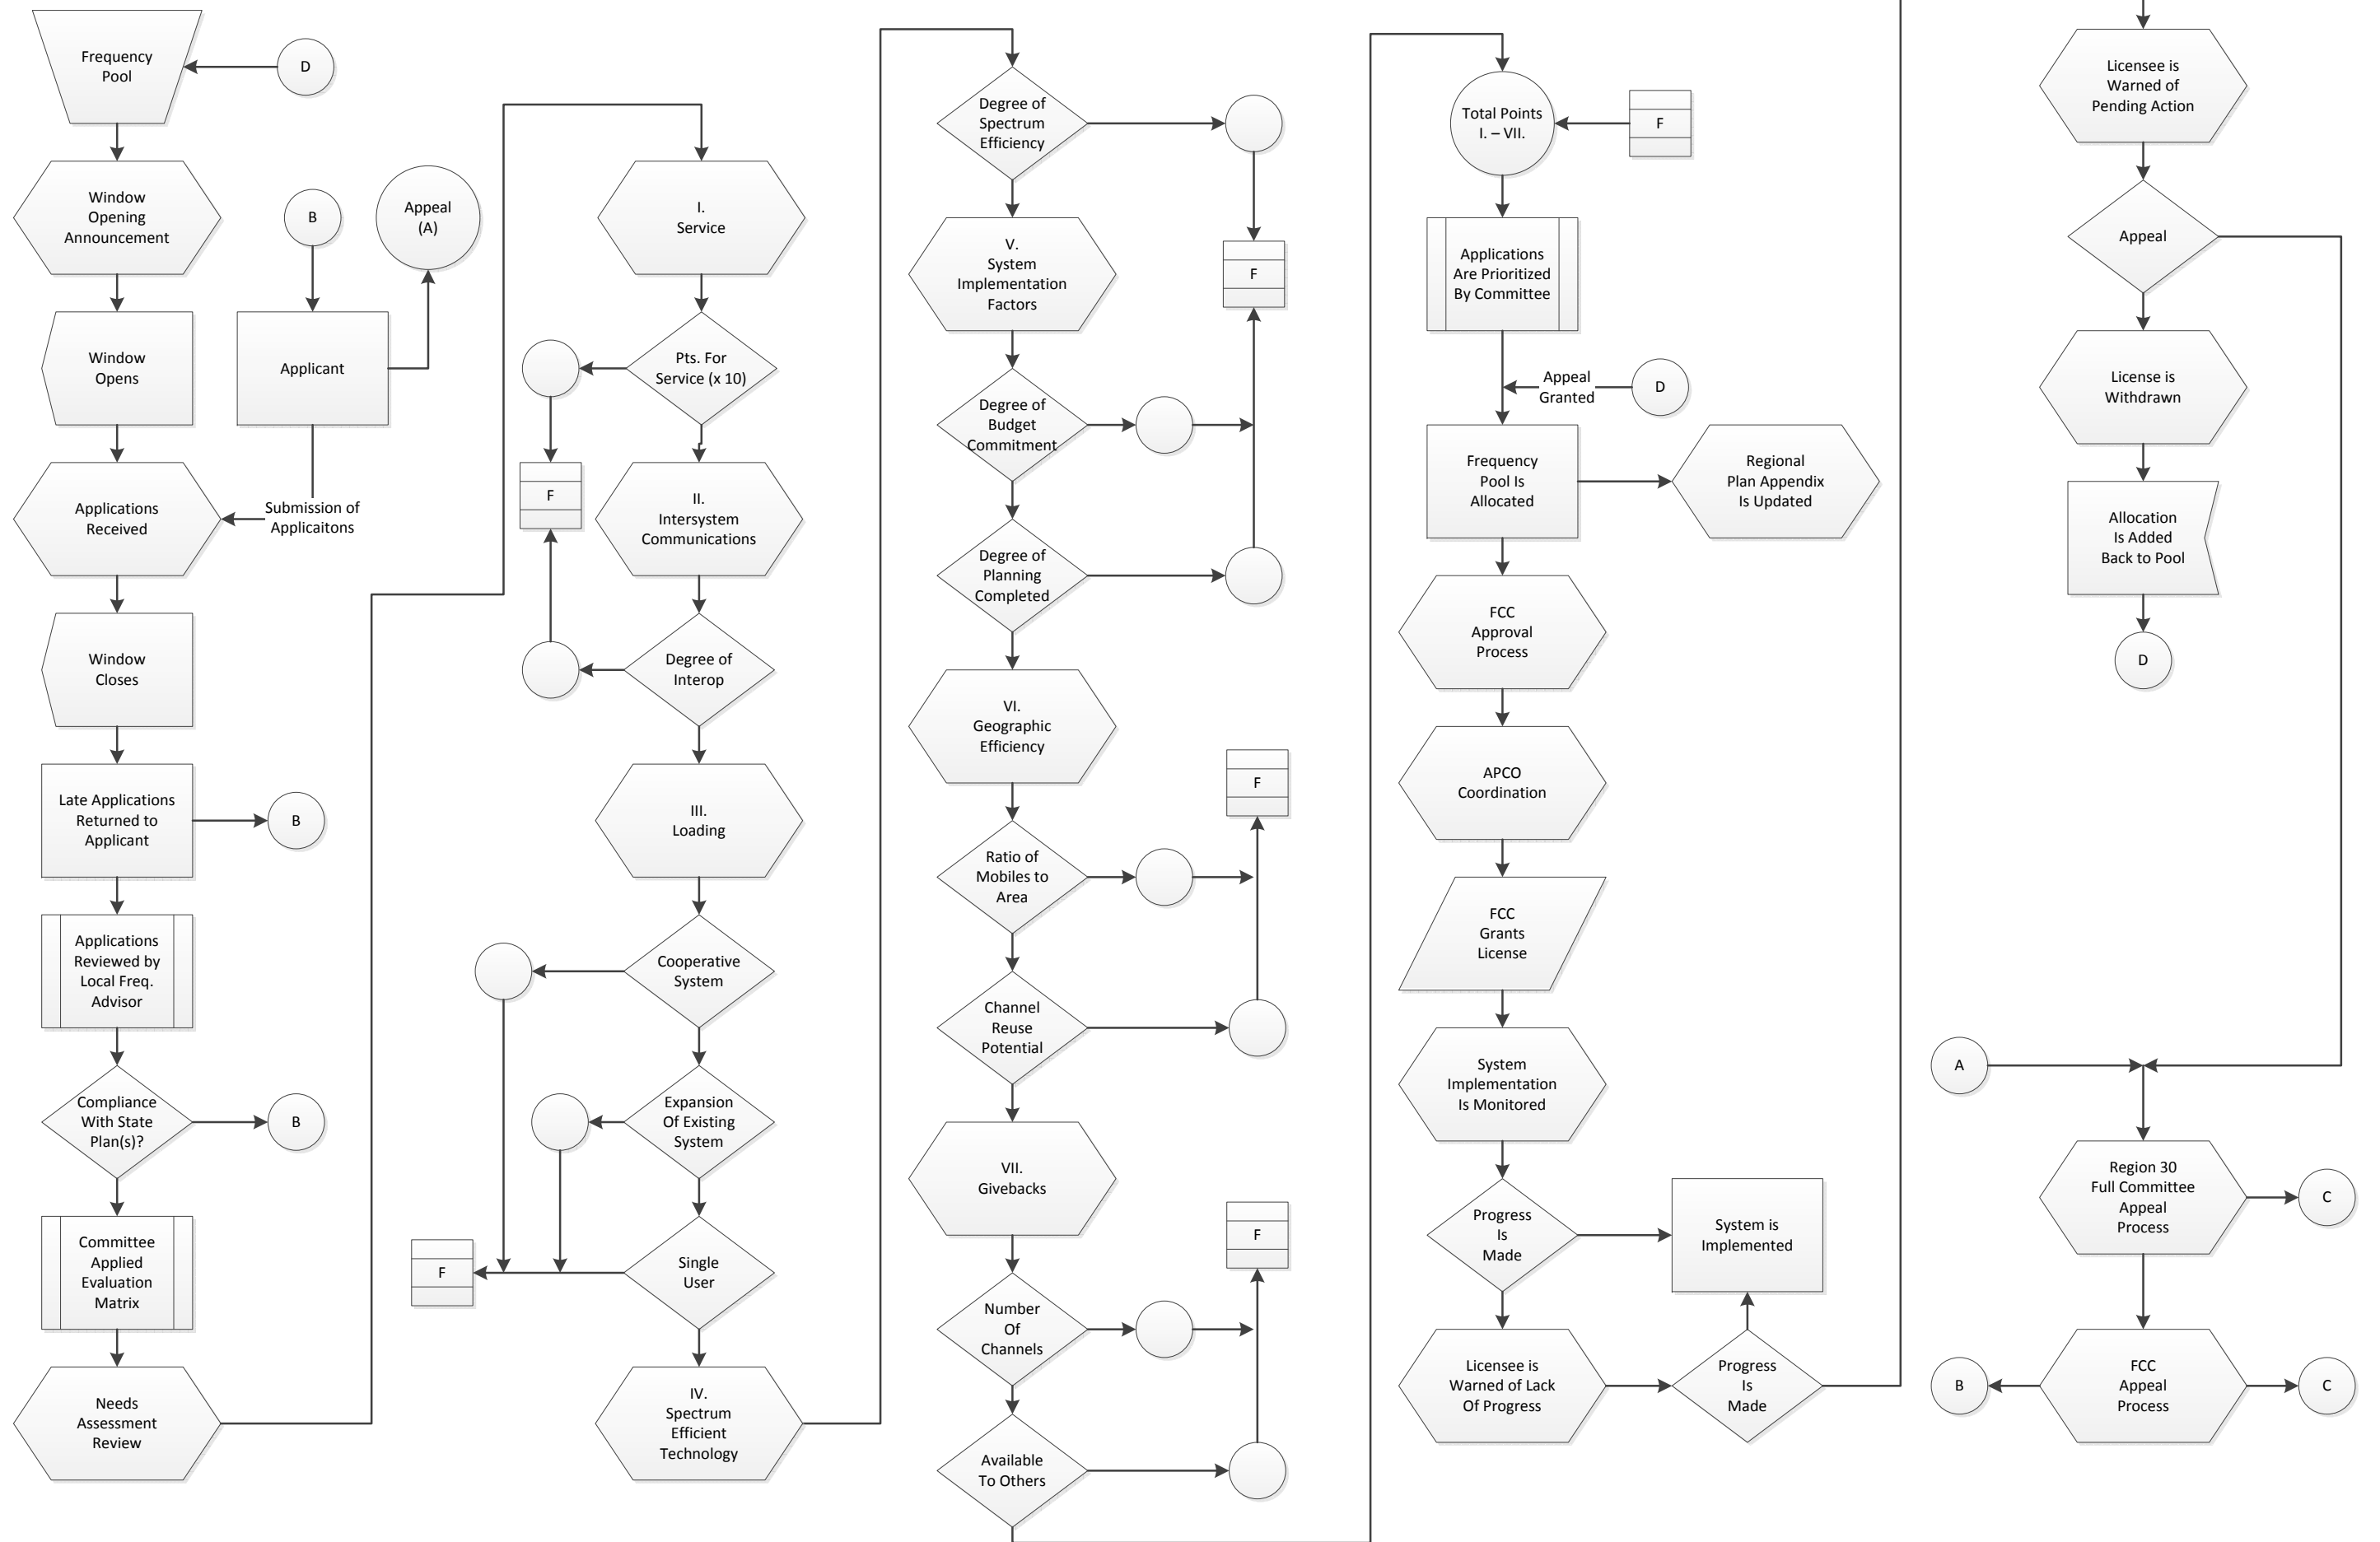 Frequency
Pool
D
Window
Opening
Announcement
B
Appeal
(A)
Window
Opens
Applicant
Applications
Received
Submission of
Applicaitons
Window
Closes
Late Applications
Returned to
Applicant
B
Applications
Reviewed by
Local Freq.
Advisor
Compliance
With State
Plan(s)?
B
Committee
Applied
Evaluation
Matrix
Needs
Assessment
Review
I.
Service
Pts. For
Service (x 10)
F
II.
Intersystem
Communications
Degree of
Interop
III.
Loading
Cooperative
System
Expansion
Of Existing
System
Single
User
F
IV.
Spectrum
Efficient
Technology
Degree of
Spectrum
Efficiency
V.
System
Implementation
Factors
F
Degree of
Budget
Commitment
Degree of
Planning
Completed
VI.
Geographic
Efficiency
F
Ratio of
Mobiles to
Area
Channel
Reuse
Potential
VII.
Givebacks
F
Number
Of
Channels
Available
To Others
Total Points
I. – VII.
F
Applications
Are Prioritized
By Committee
Appeal
Granted
D
Frequency
Pool Is
Allocated
Regional
Plan Appendix
Is Updated
FCC
Approval
Process
APCO
Coordination
FCC
Grants
License
System
Implementation
Is Monitored
Progress
Is
Made
System is
Implemented
Licensee is
Warned of Lack
Of Progress
Progress
Is
Made
Licensee is
Warned of
Pending Action
Appeal
License is
Withdrawn
Allocation
Is Added
Back to Pool
D
A
Region 30
Full Committee
Appeal
Process
C
B
FCC
Appeal
Process
C